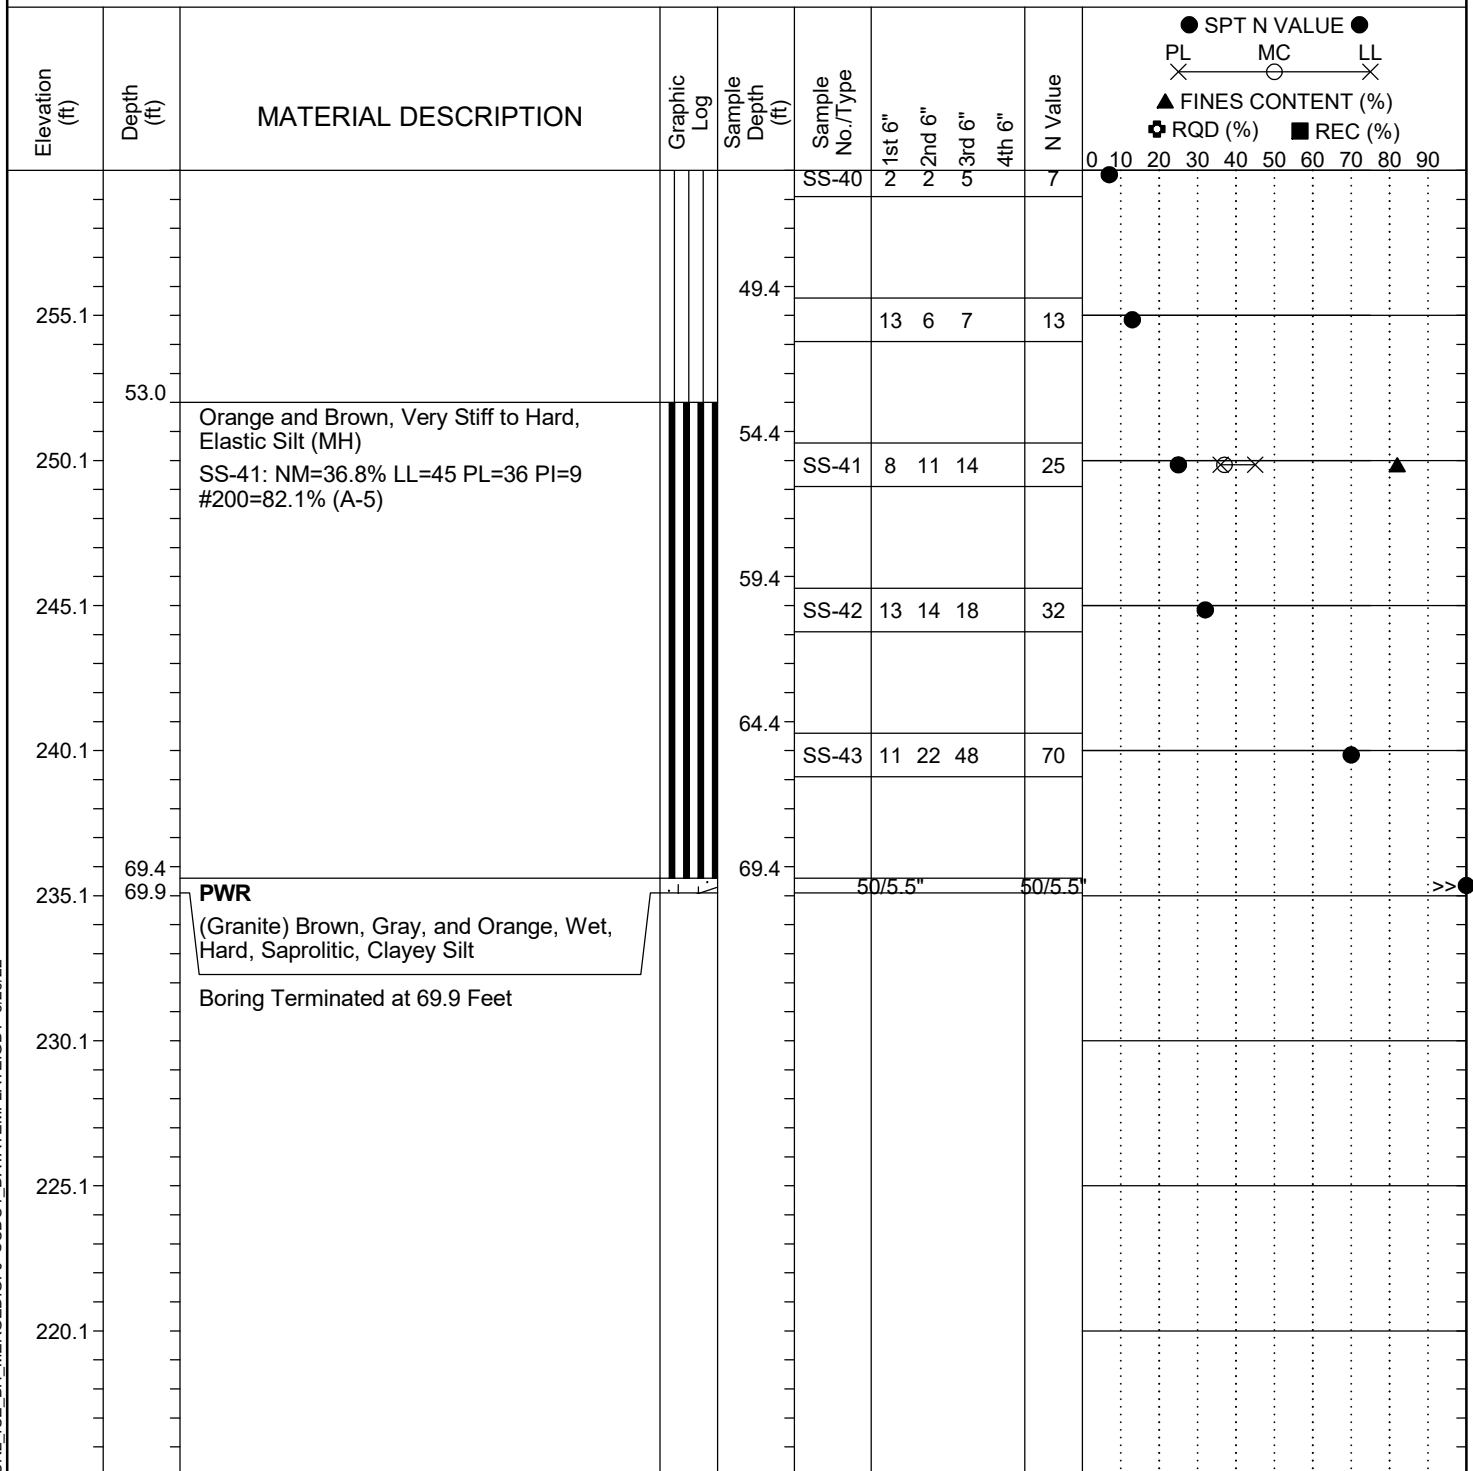 ● SPT N VALUE ●
PL MC LL
▲ FINES CONTENT (%)
RQD (%) ■ REC (%)
0 10 20 30 40 50 60 70 80 90
Elevation (ft)
Depth (ft)
MATERIAL DESCRIPTION
Graphic Log
Sample Depth (ft)
Sample No./Type
1st 6"
2nd 6"
3rd 6"
4th 6"
N Value
SS-40 2 2 5 7
49.4
255.1 13 6 7 13
53.0
Orange and Brown, Very Stiff to Hard,
Elastic Silt (MH)
54.4
250.1 SS-41: NM=36.8% LL=45 PL=36 PI=9 SS-41 8 11 14 25
#200=82.1% (A-5)
59.4
245.1 SS-42 13 14 18 32
64.4
240.1 SS-43 11 22 48 70
69.4 69.4
235.1 69.9 PWR 50/5.5" 50/5.5" >>
(Granite) Brown, Gray, and Orange, Wet,
Hard, Saprolitic, Clayey Silt
Boring Terminated at 69.9 Feet
230.1
225.1
220.1